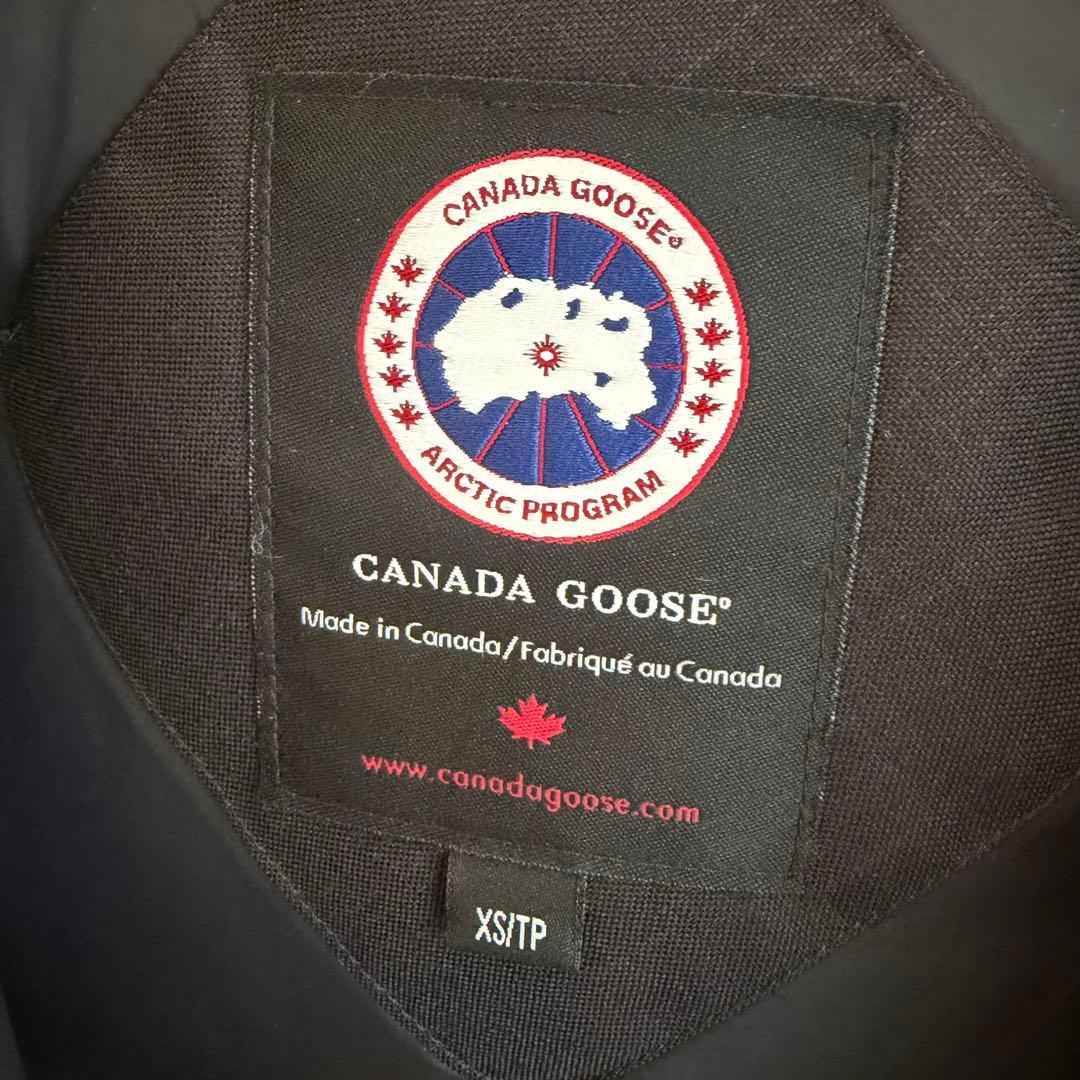 CANADA GOOSE®
ARCTIC PROGRAM
CANADA GOOSE®
Made in Canada/Fabriqué au Canada
www.canadagoose.com
XS/TP